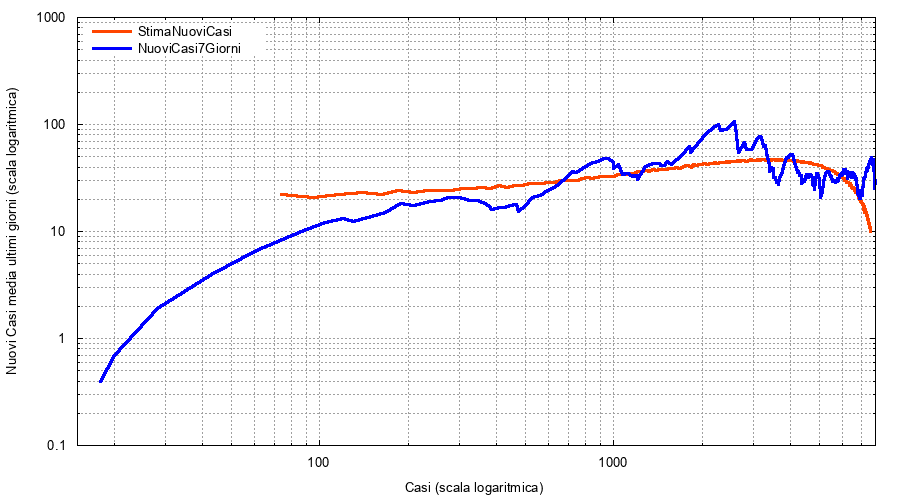 1000
StimaNuoviCasi
NuoviCasi7Giorni
100
10
1
0.1
Nuovi Casi media ultimi giorni (scala logaritmica)
100
1000
Casi (scala logaritmica)